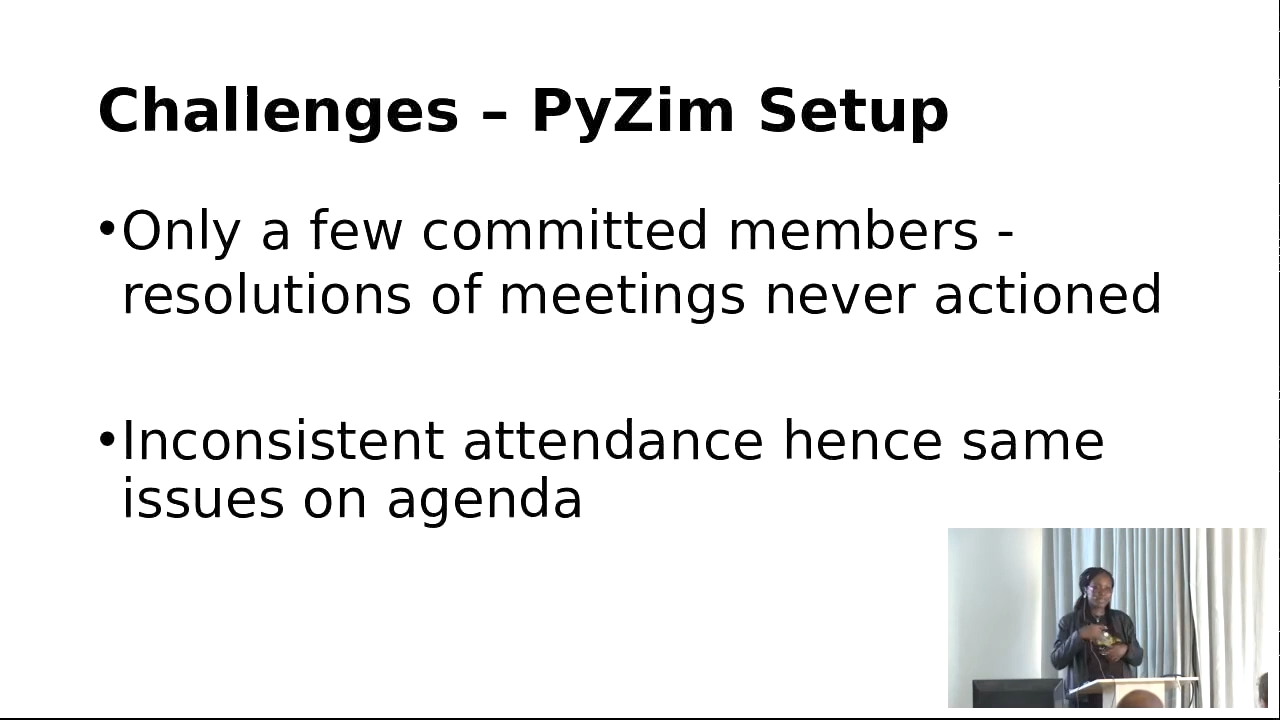 Challenges – PyZim Setup
•Only a few committed members -
resolutions of meetings never actioned
•Inconsistent attendance hence same
issues on agenda